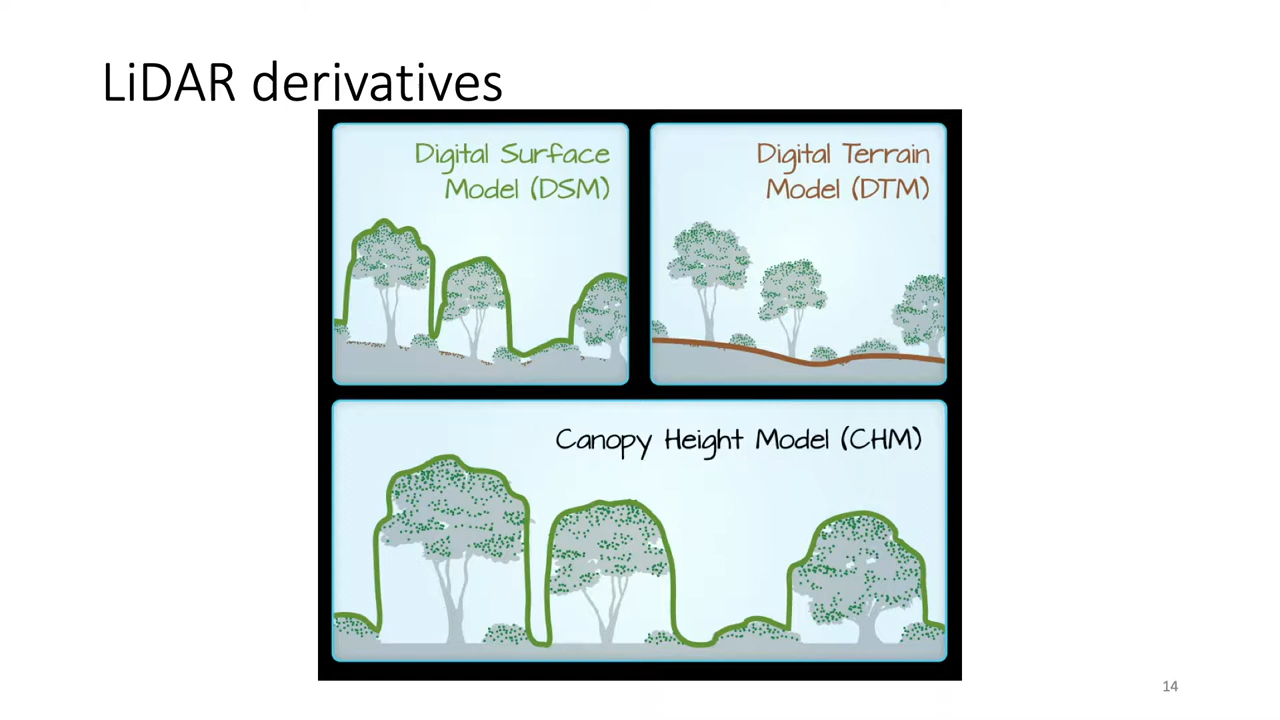 LiDAR derivatives
Digital Surface
Model (DSM)
Digital Terrain
Model (DTM)
Canopy Height Model (CHM)
14